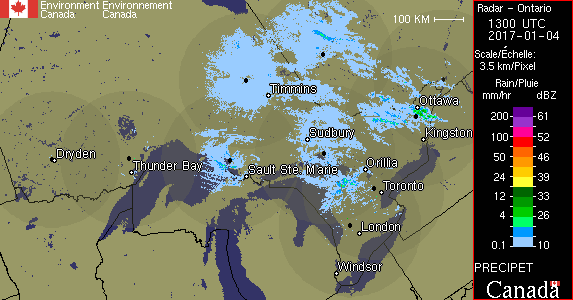 Environment Environnement
Canada Canada
100 KM
Timmins
Ottawa
Sudbury
Kingston
Dryden
Thunder Bay
Sault Ste. Marie
Orillia
Toronto
London
Windsor
Radar - Ontario
1300 UTC
2017-01-04
Scale/Échelle:
3.5 km/Pixel
Rain/Pluie
mm/hr dBZ
200 61
100 52
50 46
24 39
12 33
4 26
0.1 10
PRECIPET
Canada